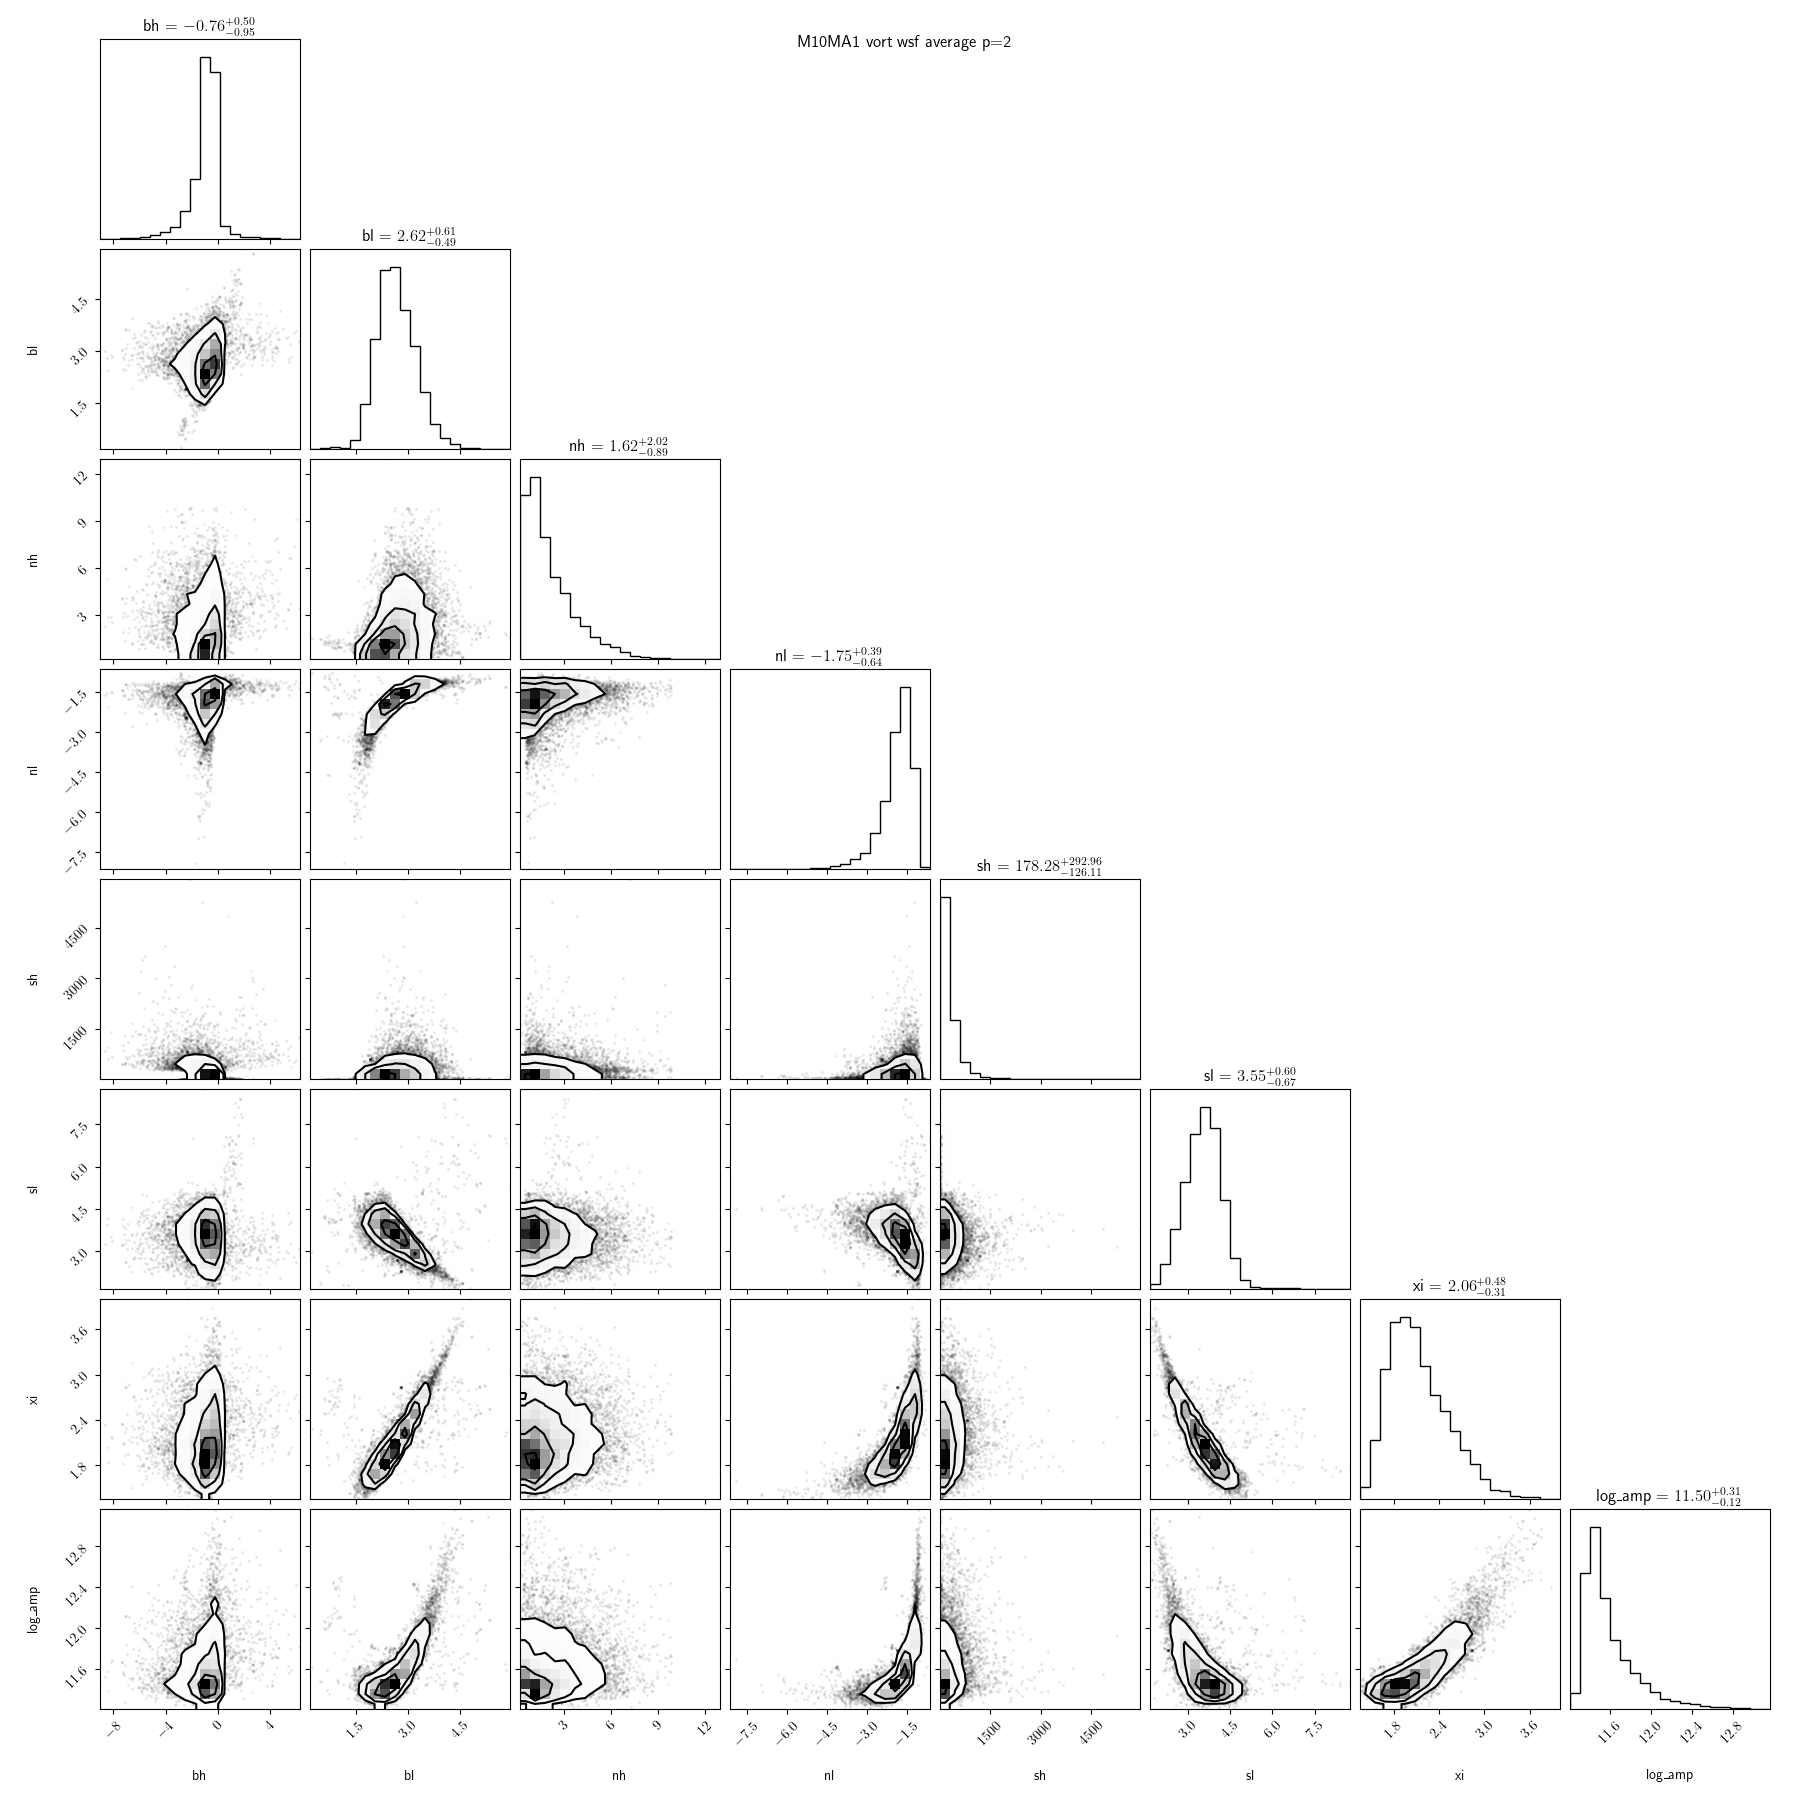 bh = −0.76+0.50−0.95
M10MA1 vort wsf average p=2
bl = 2.62+0.61−0.49
4.5
3.0
1.5
bl
nh = 1.62+2.02−0.89
12
9
6
3
nh
nl = −1.75+0.39−0.64
−1.5
−3.0
−4.5
−6.0
−7.5
nl
sh = 178.28+292.96−126.11
4500
3000
1500
sh
sl = 3.55+0.60−0.67
7.5
6.0
4.5
3.0
sl
xi = 2.06+0.48−0.31
3.6
3.0
2.4
1.8
xi
log_amp = 11.50+0.31−0.12
12.8
12.4
12.0
11.6
log_amp
−8 −4 0 4 1.5 3.0 4.5 3 6 9 12 −7.5 −6.0 −4.5 −3.0 −1.5 1500 3000 4500 3.0 4.5 6.0 7.5 1.8 2.4 3.0 3.6 11.6 12.0 12.4 12.8
bh bl nh nl sh sl xi log_amp